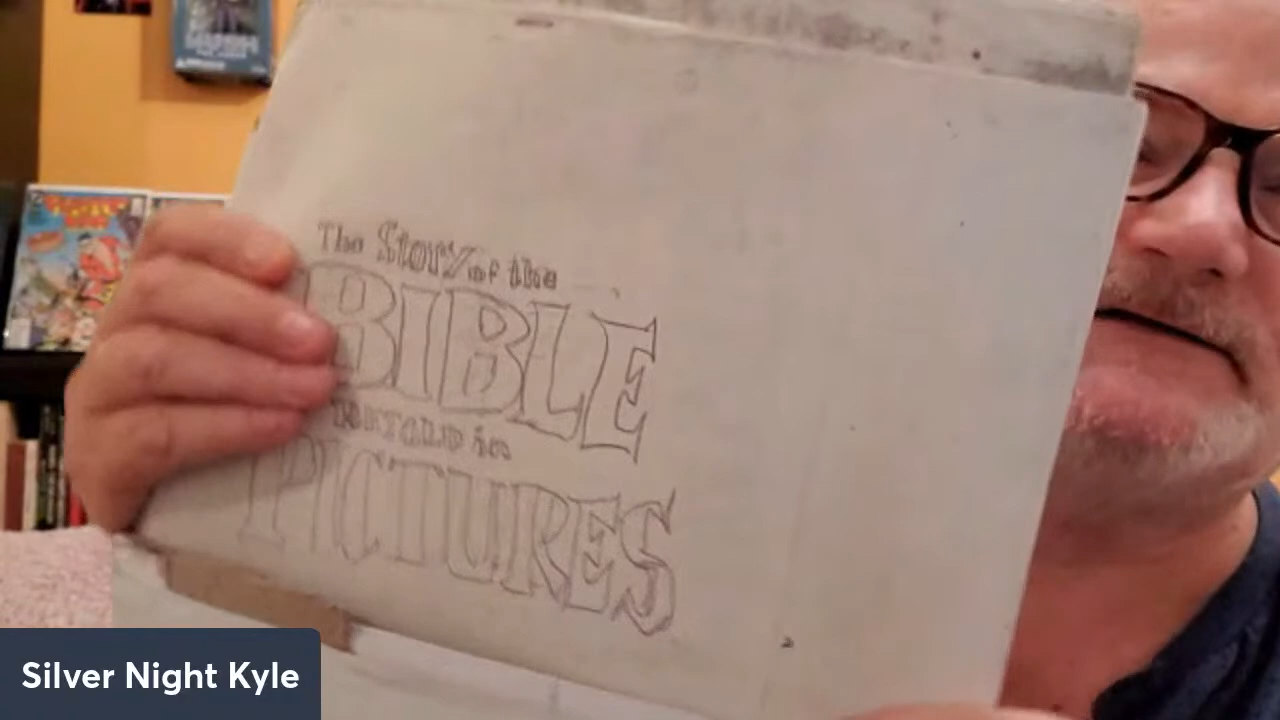 The Story of the
BIBLE
RETOLD in
PICTURES
Silver Night Kyle